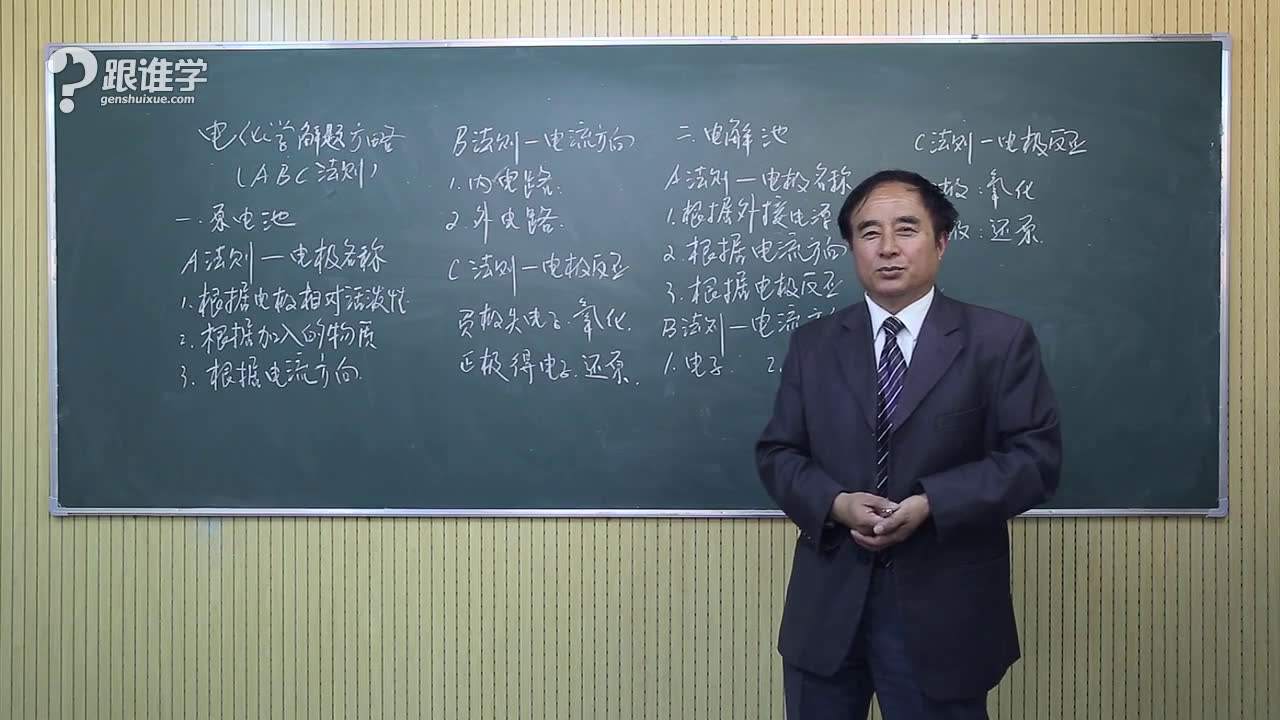 跟谁学
genshuixue.com
电化学解题方略
(ABC法则)
一.原电池
A法则—电极名称
1.根据电极相对活泼性
2.根据加入的物质
3.根据电流方向
B法则—电流方向
1.内电路
2.外电路
C法则—电极反应
负极失电子.氧化.
正极得电子.还原.
二.电解池
A法则—电极名称
1.根据外接电源
2.根据电流方向
3.根据电极反应
B法则—电流方
1.电子 2.
C法则—电极反应
极:氧化
极:还原